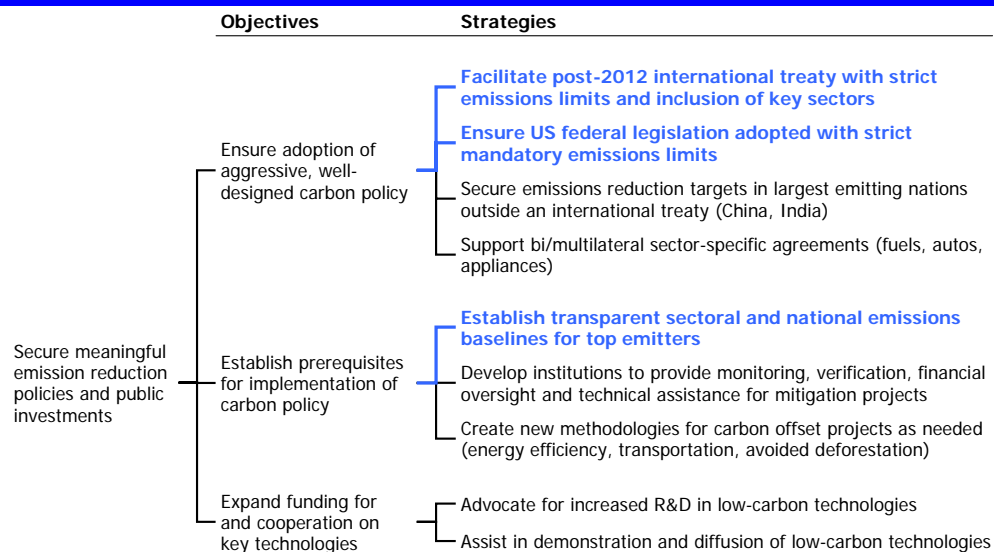 Objectives
Strategies
Facilitate post-2012 international treaty with strict
emissions limits and inclusion of key sectors
Ensure US federal legislation adopted with strict
mandatory emissions limits
Ensure adoption of
aggressive, well-
designed carbon policy
Secure emissions reduction targets in largest emitting nations
outside an international treaty (China, India)
Support bi/multilateral sector-specific agreements (fuels, autos,
appliances)
Establish transparent sectoral and national emissions
baselines for top emitters
Secure meaningful
emission reduction
policies and public
investments
Establish prerequisites
for implementation of
carbon policy
Develop institutions to provide monitoring, verification, financial
oversight and technical assistance for mitigation projects
Create new methodologies for carbon offset projects as needed
(energy efficiency, transportation, avoided deforestation)
Expand funding for
and cooperation on
key technologies
Advocate for increased R&D in low-carbon technologies
Assist in demonstration and diffusion of low-carbon technologies